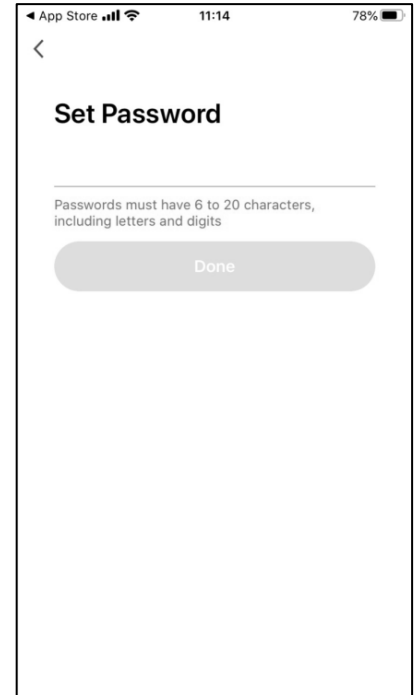 App Store 11:14 78%
Set Password
Passwords must have 6 to 20 characters,
including letters and digits
Done